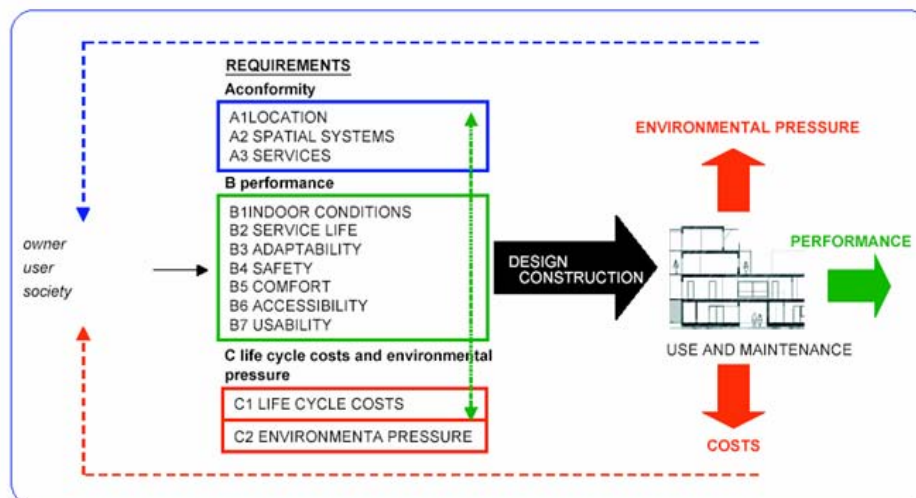 REQUIREMENTS
Aconformity
A1LOCATION
A2 SPATIAL SYSTEMS
A3 SERVICES
B performance
B1INDOOR CONDITIONS
B2 SERVICE LIFE
B3 ADAPTABILITY
B4 SAFETY
B5 COMFORT
B6 ACCESSIBILITY
B7 USABILITY
C life cycle costs and environmental
pressure
C1 LIFE CYCLE COSTS
C2 ENVIRONMENTA PRESSURE
owner
user
society
DESIGN
CONSTRUCTION
ENVIRONMENTAL PRESSURE
PERFORMANCE
USE AND MAINTENANCE
COSTS